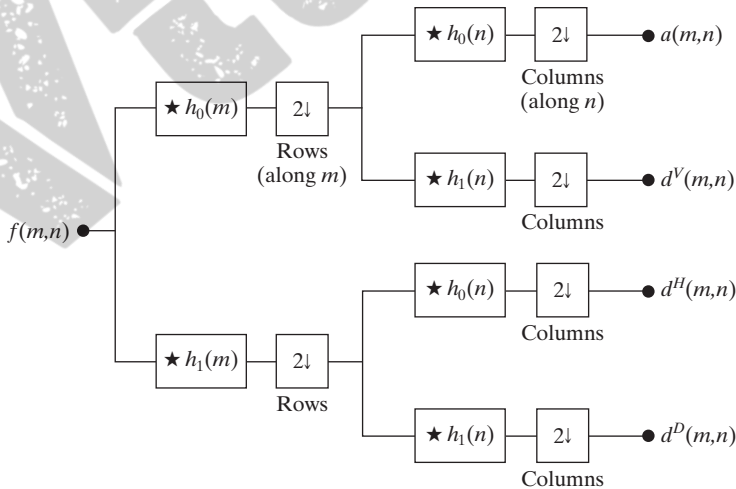 ★ h₀(n)
2↓
a(m,n)
Columns
(along n)
★ h₀(m)
2↓
Rows
(along m)
★ h₁(n)
2↓
dⱽ(m,n)
Columns
f(m,n)
★ h₀(n)
2↓
dᴴ(m,n)
Columns
★ h₁(m)
2↓
Rows
★ h₁(n)
2↓
dᴰ(m,n)
Columns